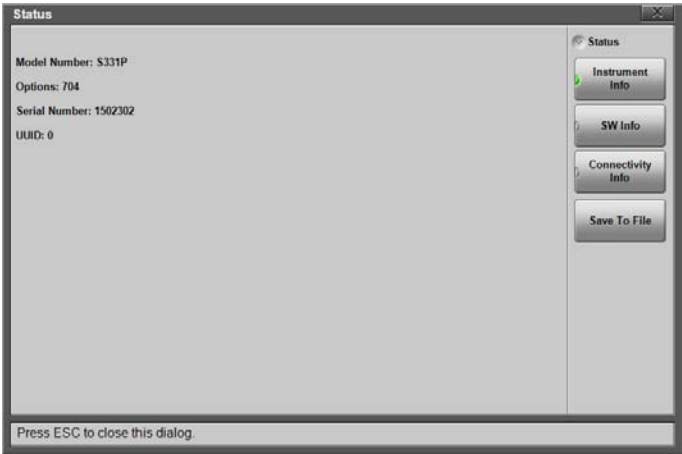 Status
Model Number: S331P
Options: 704
Serial Number: 1502302
UUID: 0
Status
Instrument
Info
SW Info
Connectivity
Info
Save To File
Press ESC to close this dialog.